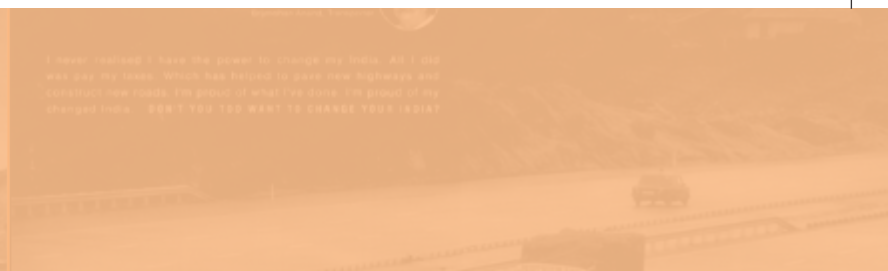 I never realised I have the power to change my India. All I did
was pay my taxes. Which has helped to pave new highways and
construct new roads. I'm proud of what I've done. I'm proud of my
changed India. DON'T YOU TOO WANT TO CHANGE YOUR INDIA?